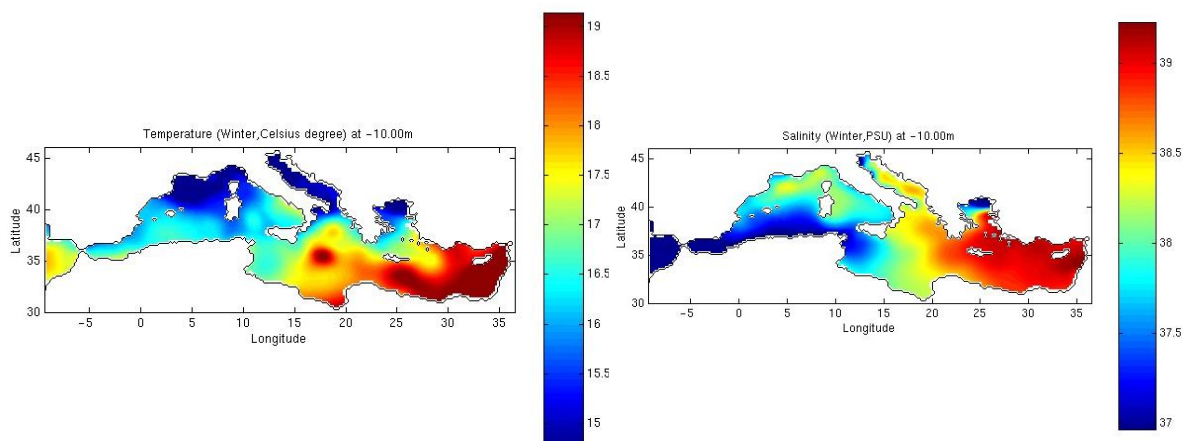 Temperature (Winter,Celsius degree) at -10.00m
45
40
35
30
Latitude
-5 0 5 10 15 20 25 30 35
Longitude
19
18.5
18
17.5
17
16.5
16
15.5
15
Salinity (Winter,PSU) at -10.00m
45
40
35
30
Latitude
-5 0 5 10 15 20 25 30 35
Longitude
39
38.5
38
37.5
37